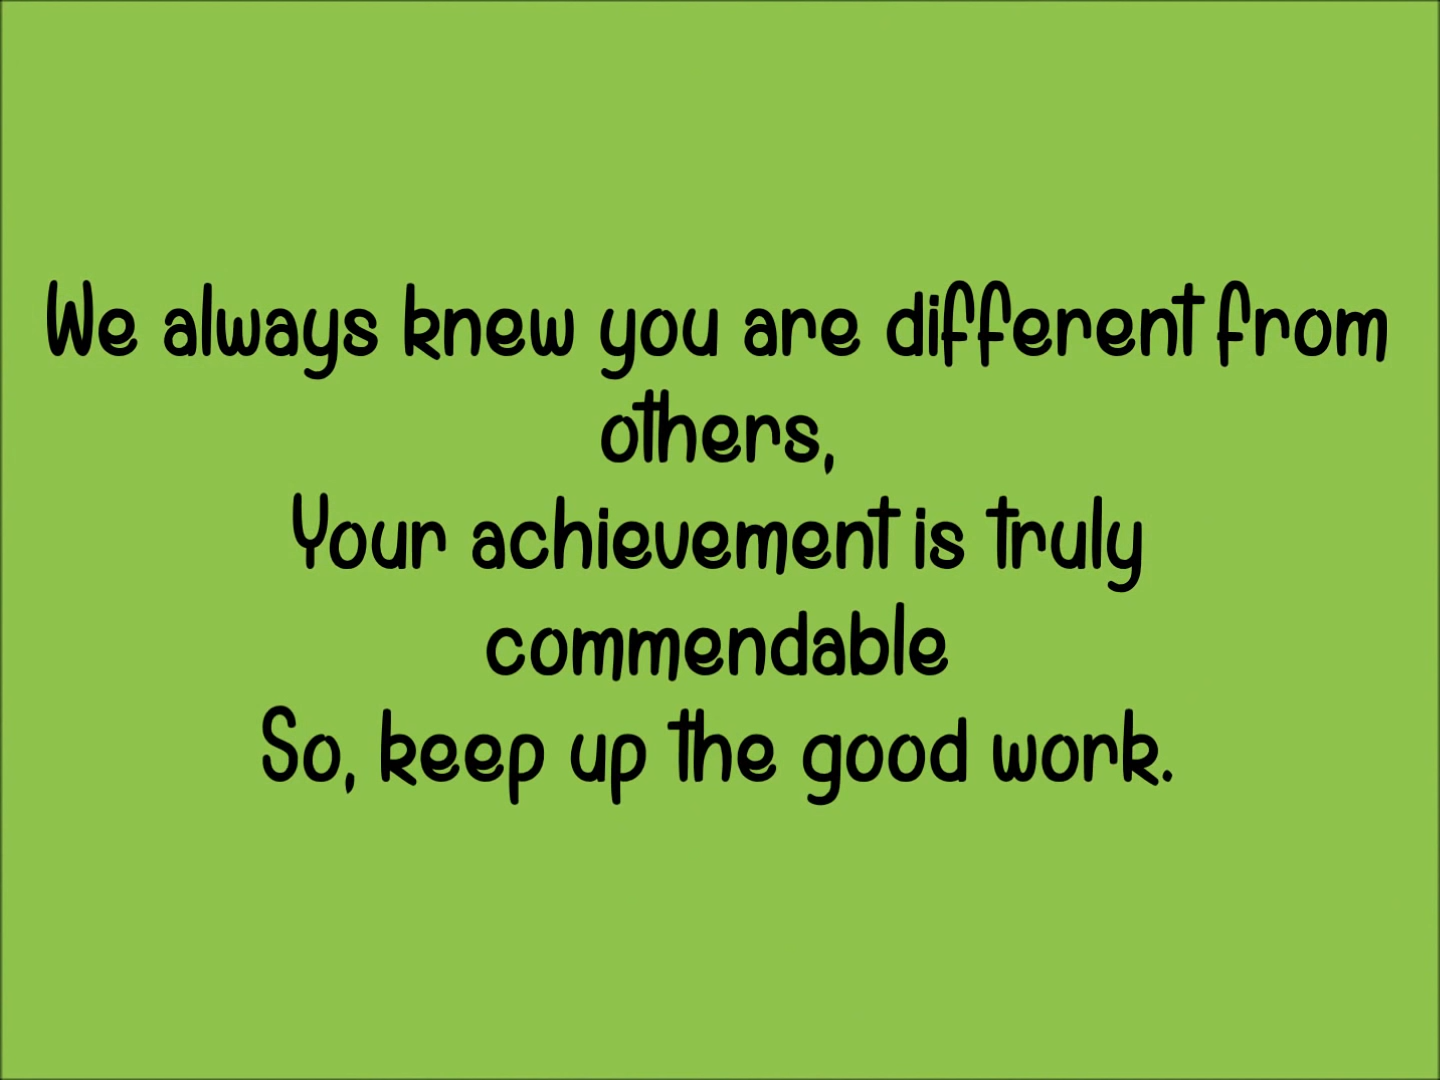 We always knew you are different from
others,
Your achievement is truly
commendable
So, keep up the good work.